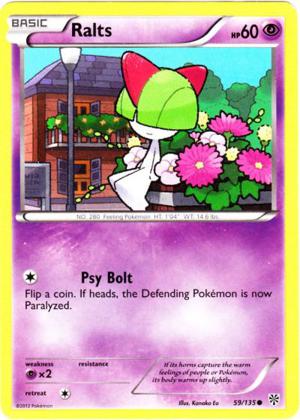 BASIC
Ralts
HP60
NO. 280 Feeling Pokémon HT: 1'04" WT: 14.6 lbs.
Psy Bolt
Flip a coin. If heads, the Defending Pokémon is now
Paralyzed.
weakness
resistance
×2
retreat
If its horns capture the warm
feelings of people or Pokémon,
its body warms up slightly.
©2012 Pokémon
Illus. Kanako Eo
59/135